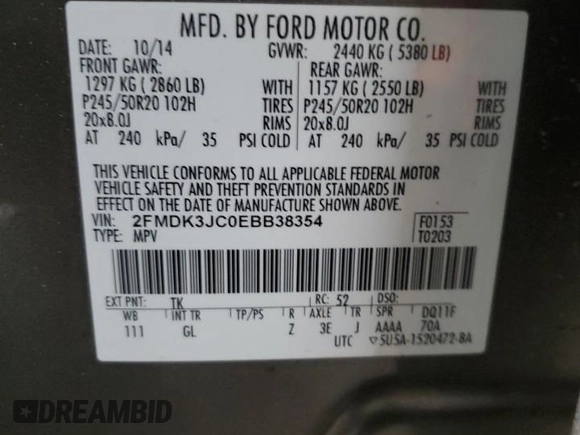 MFD. BY FORD MOTOR CO.
DATE: 10/14 GVWR: 2440 KG ( 5380 LB)
FRONT GAWR: REAR GAWR:
1297 KG ( 2860 LB) WITH 1157 KG ( 2550 LB) WITH
P245/50R20 102H TIRES P245/50R20 102H TIRES
20x8.0J RIMS 20x8.0J RIMS
AT 240 kPa/ 35 PSI COLD AT 240 kPa/ 35 PSI COLD
THIS VEHICLE CONFORMS TO ALL APPLICABLE FEDERAL MOTOR
VEHICLE SAFETY AND THEFT PREVENTION STANDARDS IN
EFFECT ON THE DATE OF MANUFACTURE SHOWN ABOVE.
VIN: 2FMDK3JC0EBB38354 F0153
TYPE: MPV T0203
EXT PNT: TK RC: 52 DSO:
WB INT TR TP/PS R AXLE TR SPR DQ11F
111 GL Z 3E J AAAA 70A
UTC 5U5A-1520472-BA
DREAMBID